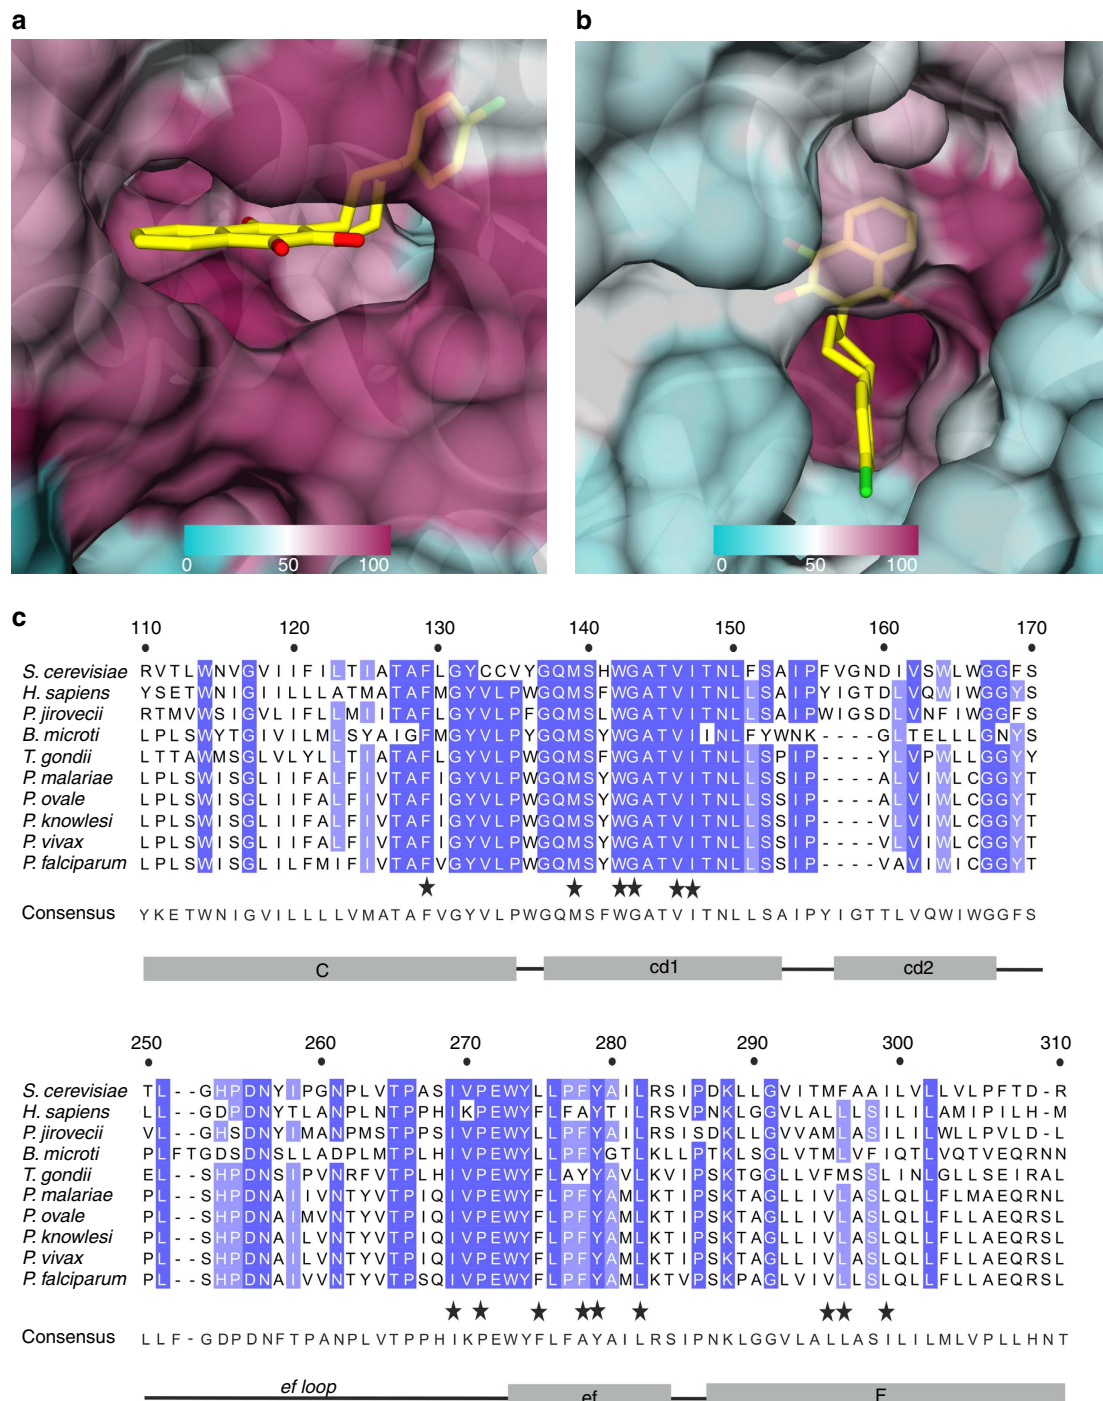 a
b
0 50 100
0 50 100
c
110 120 130 140 150 160 170
S. cerevisiae RVTLWNVGVIIFILTIATAFLGYCCVYGQMSHWGATVITNLFSAIPFVGNDIVSWLWGGFS
H. sapiens YSETWNIGIILLLATMATAFMGYVLPWGQMSFWGATVITNLLSAIPYIGTDLVQWIWGGYS
P. jirovecii RTMVWSIGVLIFLLMIITAFLGYVLPFGQMSLWGATVITNLLSAIPWIGSDLVNFIWGGFS
B. microti LPLSWYTGIVILMLSYAIGFMGYVLPYGQMSYWGATVIINLFYWNK----GLTELLLGNYS
T. gondii LTTAWMSGLVLYLLTIATAFLGYVLPWGQMSFWGATVITNLLSPIP----YLVPWLLGGYY
P. malariae LPLSWISGLIIFALFIVTAFIGYVLPWGQMSYWGATVITNLLSSIP----ALVIWLCGGYT
P. ovale LPLSWISGLIIFALFIVTAFIGYVLPWGQMSYWGATVITNLLSSIP----ALVIWLCGGYT
P. knowlesi LPLSWISGLIIFALFIVTAFIGYVLPWGQMSYWGATVITNLLSSIP----VLVIWLCGGYT
P. vivax LPLSWISGLIIFALFIVTAFIGYVLPWGQMSYWGATVITNLLSSIP----VLVIWLCGGYT
P. falciparum LPLSWISGLILFMIFIVTAFVGYVLPWGQMSYWGATVITNLLSSIP----VAVIWICGGYT
Consensus YKETWNIGVILLLLVMATAFVGYVLPWGQMSFWGATVITNLLSAIPYIGTTLVQWIWGGFS
C cd1 cd2
250 260 270 280 290 300 310
S. cerevisiae TL--GHPDNYIPGNPLVTPASIVPEWYLLPFYAILRSIPDKLLGVITMFAAILVLLVLPFTD-R
H. sapiens LL--GDPDNYTLANPLNTPPHIKPEWYFLFAYTILRSVPNKLGGVLALLLSILILAMIPILH-M
P. jirovecii VL--GHSDNYIMANPMSTPPSIVPEWYLLPFYAILRSISDKLLGVVAMLASILILWLLPVLD-L
B. microti PLFTGDSDNSLLADPLMTPLHIVPEWYLLPFYGTLKLLPTKLSGLVTMLVFIQTLVQTVEQRNN
T. gondii EL--SHPDNSIPVNRFVTPLHIVPEWYFLAYYAVLKVIPSKTGGLLVFMSSLINLGLLSEIRAL
P. malariae PL--SHPDNAIIVNTYVTPIQIVPEWYFLPFYAMLKTIPSKTAGLLIVLASLQLLFLMAEQRNL
P. ovale PL--SHPDNAIMVNTYVTPIQIVPEWYFLPFYAMLKTIPSKTAGLLIVLASLQLLFLLAEQRSL
P. knowlesi PL--SHPDNAILVNTYVTPIQIVPEWYFLPFYAMLKTIPSKTAGLLIVLASLQLLFLLAEQRSL
P. vivax PL--SHPDNAILVNTYVTPIQIVPEWYFLPFYAMLKTIPSKTAGLLIVLASLQLLFLLAEQRSL
P. falciparum PL--SHPDNAIVVNTYVTPSQIVPEWYFLPFYAMLKTVPSKPAGLVIVLLSLQLLFLLAEQRSL
Consensus LLF-GDPDNFTPANPLVTPPHIKPEWYFLFAYAILRSIPNKLGGVLALLASILILMLVPLLHNT
ef loop ef E